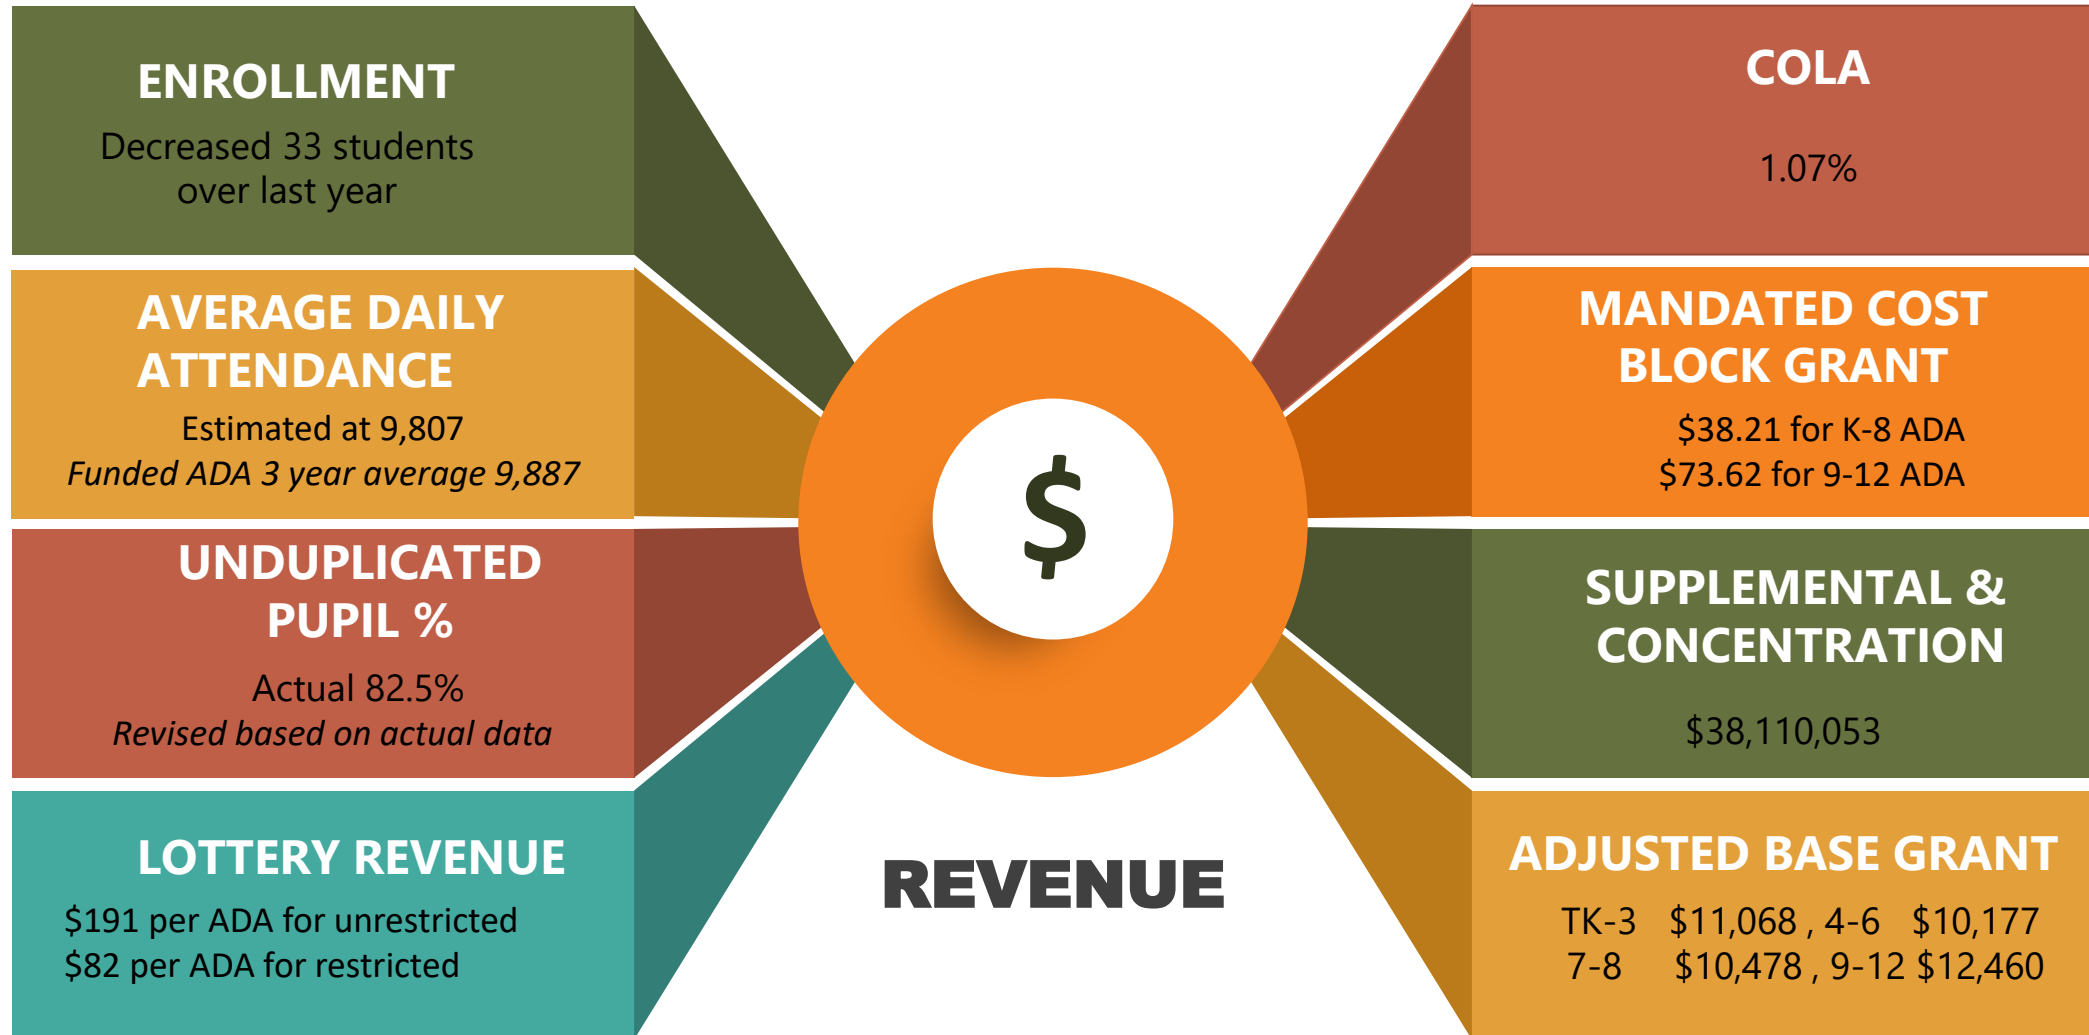 ENROLLMENT
Decreased 33 students
over last year
AVERAGE DAILY
ATTENDANCE
Estimated at 9,807
Funded ADA 3 year average 9,887
UNDUPLICATED
PUPIL %
Actual 82.5%
Revised based on actual data
LOTTERY REVENUE
$191 per ADA for unrestricted
$82 per ADA for restricted
$
REVENUE
COLA
1.07%
MANDATED COST
BLOCK GRANT
$38.21 for K-8 ADA
$73.62 for 9-12 ADA
SUPPLEMENTAL &
CONCENTRATION
$38,110,053
ADJUSTED BASE GRANT
TK-3 $11,068 , 4-6 $10,177
7-8 $10,478 , 9-12 $12,460